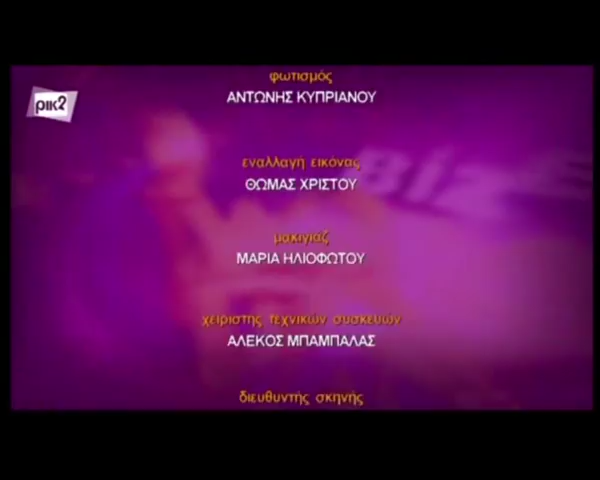 φωτισμός
ρικ2
ΑΝΤΩΝΗΣ ΚΥΠΡΙΑΝΟΥ
εναλλαγή εικόνας
ΘΩΜΑΣ ΧΡΙΣΤΟΥ
μακιγιάζ
ΜΑΡΙΑ ΗΛΙΟΦΩΤΟΥ
χειριστής τεχνικών συσκευών
ΑΛΕΚΟΣ ΜΠΑΜΠΑΛΑΣ
διευθυντής σκηνής